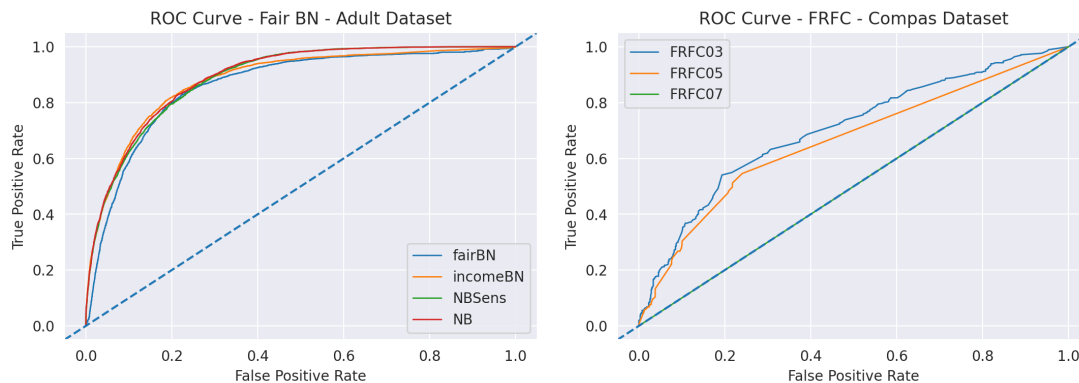 ROC Curve - Fair BN - Adult Dataset
True Positive Rate
1.0
0.8
0.6
0.4
0.2
0.0
fairBN
incomeBN
NBSens
NB
0.0 0.2 0.4 0.6 0.8 1.0
False Positive Rate
ROC Curve - FRFC - Compas Dataset
True Positive Rate
1.0
0.8
0.6
0.4
0.2
0.0
FRFC03
FRFC05
FRFC07
0.0 0.2 0.4 0.6 0.8 1.0
False Positive Rate